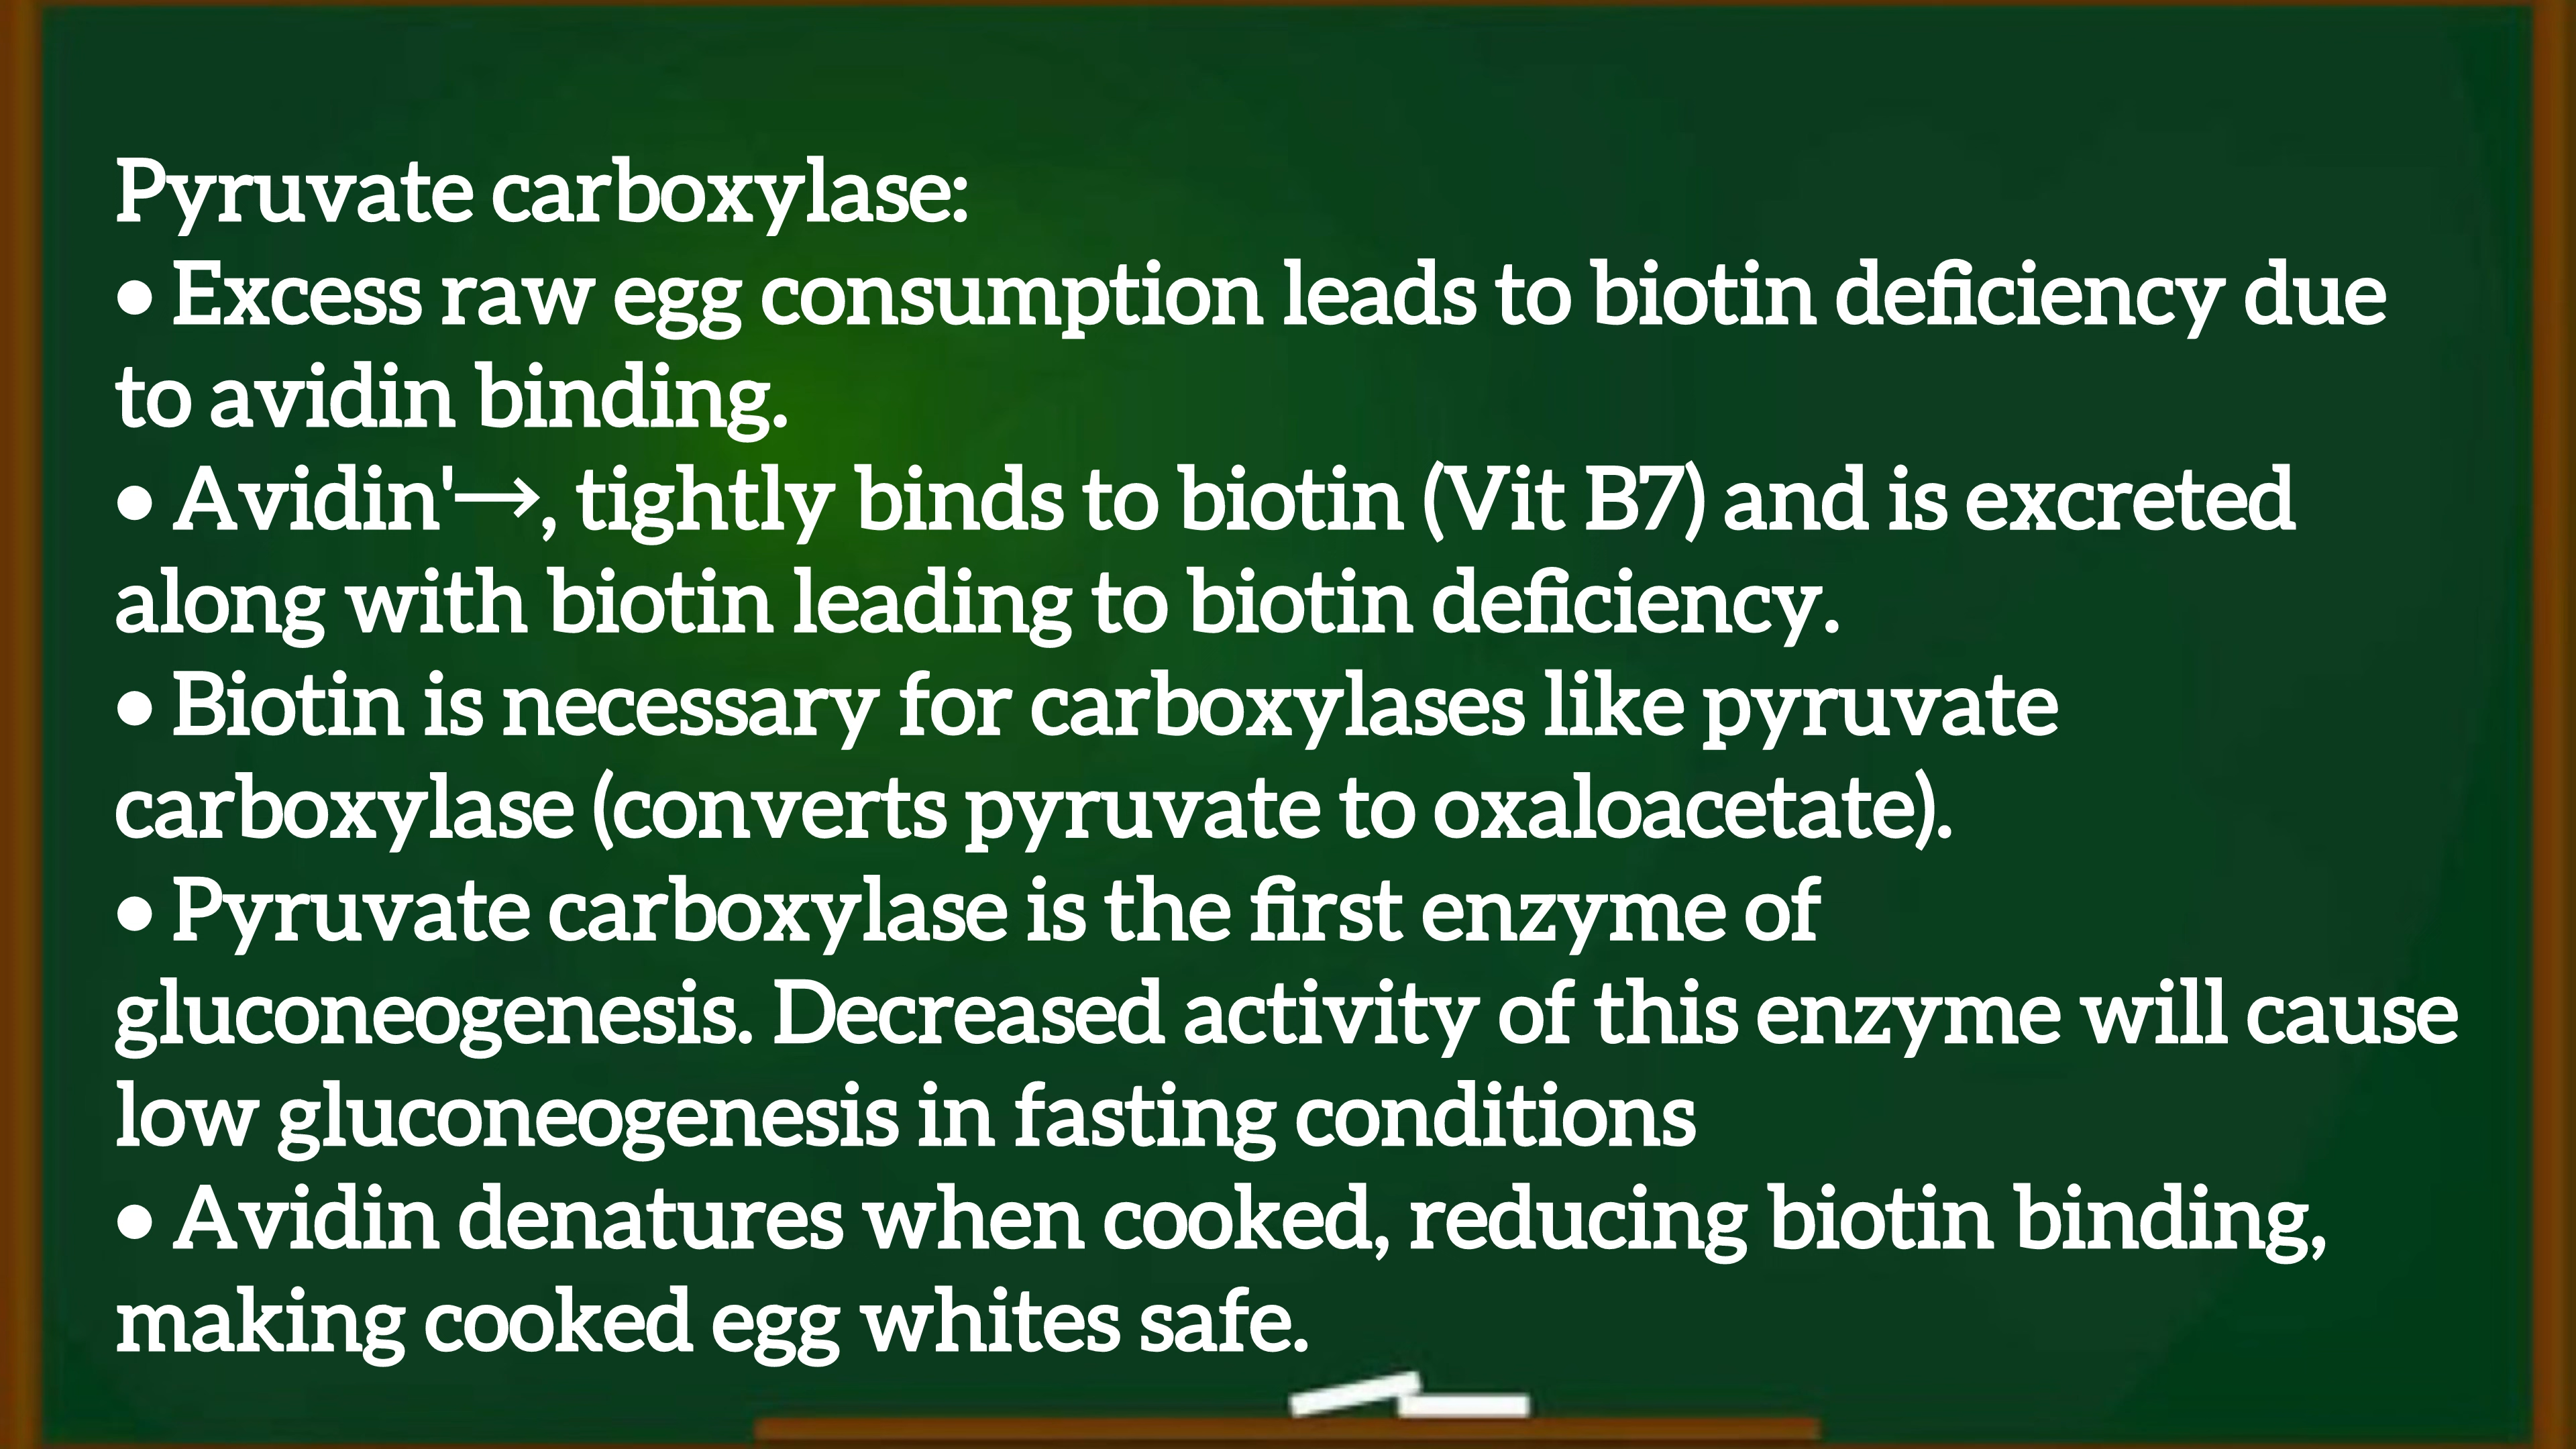 Pyruvate carboxylase:
• Excess raw egg consumption leads to biotin deficiency due
to avidin binding.
• Avidin'→, tightly binds to biotin (Vit B7) and is excreted
along with biotin leading to biotin deficiency.
• Biotin is necessary for carboxylases like pyruvate
carboxylase (converts pyruvate to oxaloacetate).
• Pyruvate carboxylase is the first enzyme of
gluconeogenesis. Decreased activity of this enzyme will cause
low gluconeogenesis in fasting conditions
• Avidin denatures when cooked, reducing biotin binding,
making cooked egg whites safe.